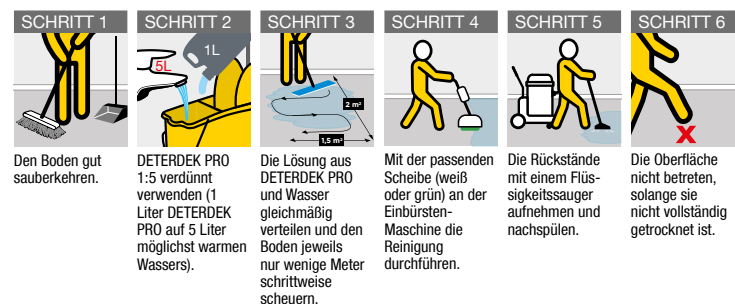 SCHRITT 1
Den Boden gut
sauberkehren.
SCHRITT 2
1L
5L
DETERDEK PRO
1:5 verdünnt
verwenden (1
Liter DETERDEK
PRO auf 5 Liter
möglichst warmen
Wassers).
SCHRITT 3
2 m²
1,5 m²
Die Lösung aus
DETERDEK PRO
und Wasser
gleichmäßig
verteilen und den
Boden jeweils
nur wenige Meter
schrittweise
scheuern.
SCHRITT 4
Mit der passenden
Scheibe (weiß
oder grün) an der
Einbürsten-
Maschine die
Reinigung
durchführen.
SCHRITT 5
Die Rückstände
mit einem Flüs-
sigkeitssauger
aufnehmen und
nachspülen.
SCHRITT 6
X
Die Oberfläche
nicht betreten,
solange sie
nicht vollständig
getrocknet ist.